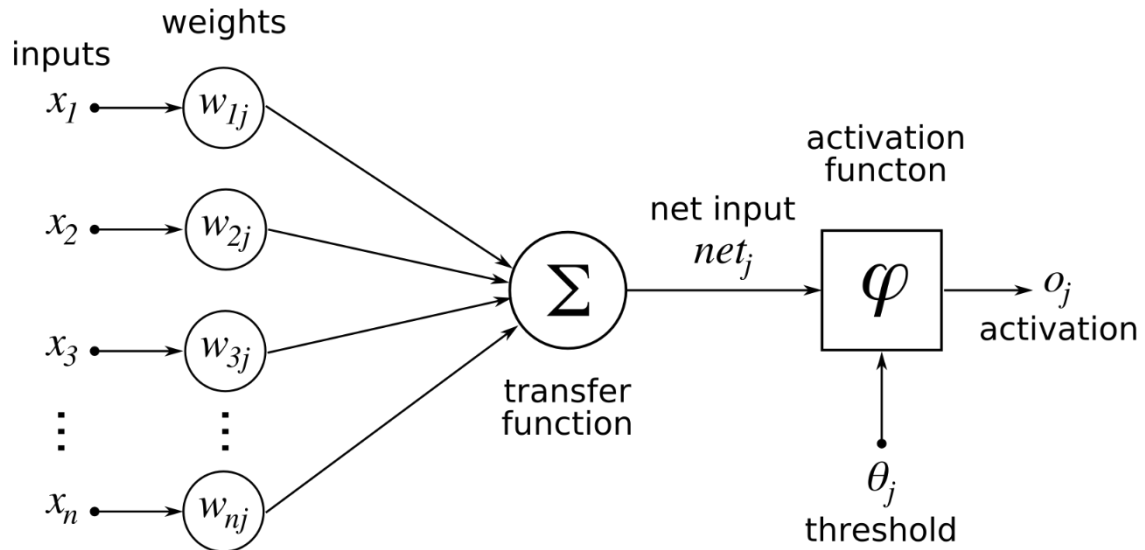 weights
inputs
x₁
w₁ⱼ
x₂
w₂ⱼ
x₃
w₃ⱼ
⋮
⋮
xₙ
wₙⱼ
Σ
transfer
function
net input
netⱼ
activation
functon
φ
oⱼ
activation
θⱼ
threshold